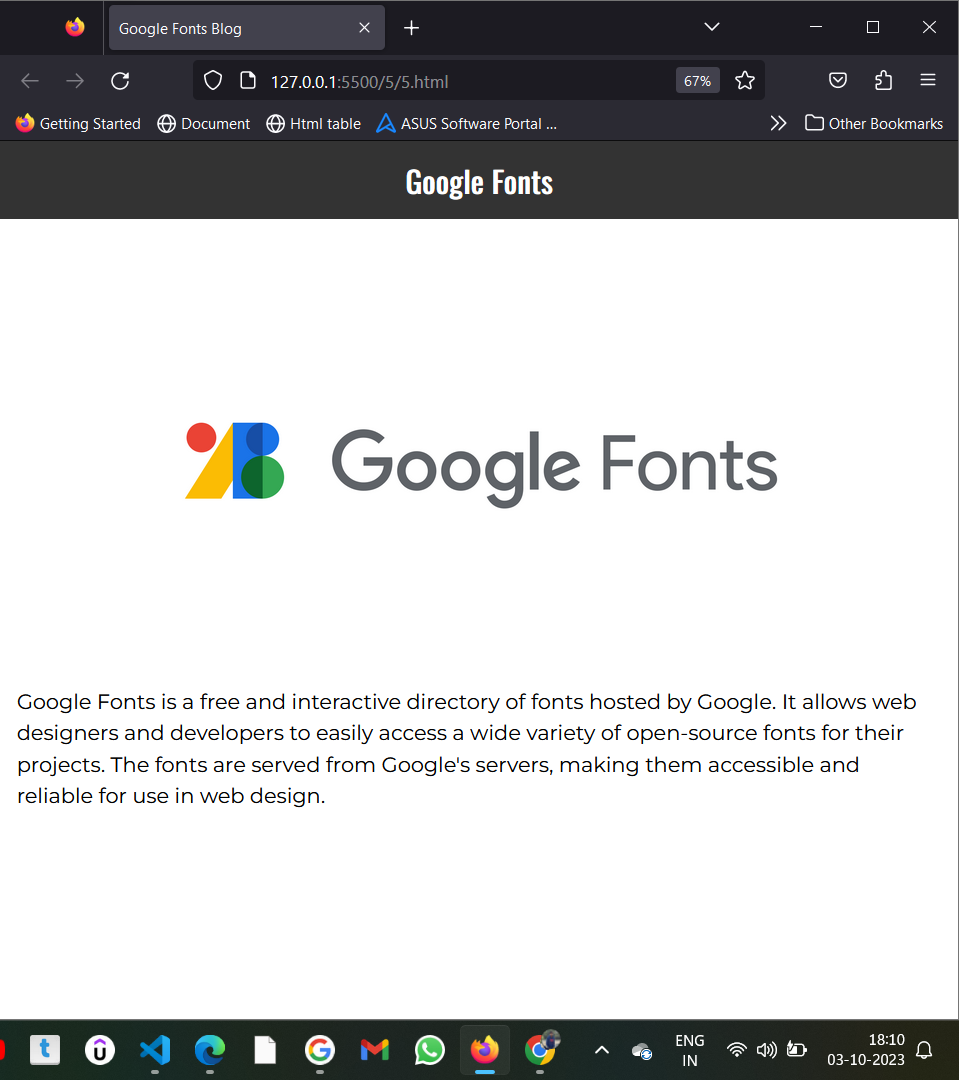 Google Fonts Blog
127.0.0.1:5500/5/5.html
67%
Getting Started
Document
Html table
ASUS Software Portal ...
Other Bookmarks
Google Fonts
Google Fonts
Google Fonts is a free and interactive directory of fonts hosted by Google. It allows web
designers and developers to easily access a wide variety of open-source fonts for their
projects. The fonts are served from Google's servers, making them accessible and
reliable for use in web design.
ENG
IN
18:10
03-10-2023